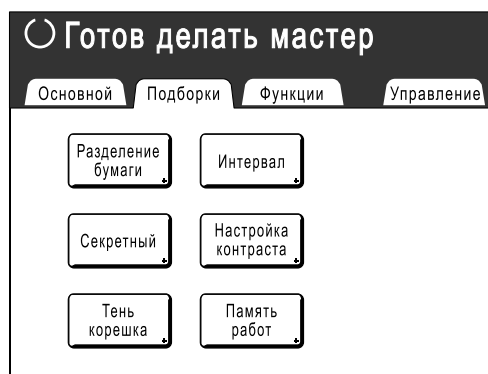 Готов делать мастер
Основной Подборки Функции Управление
Разделение
бумаги
Интервал
Секретный
Настройка
контраста
Тень
корешка
Память
работ